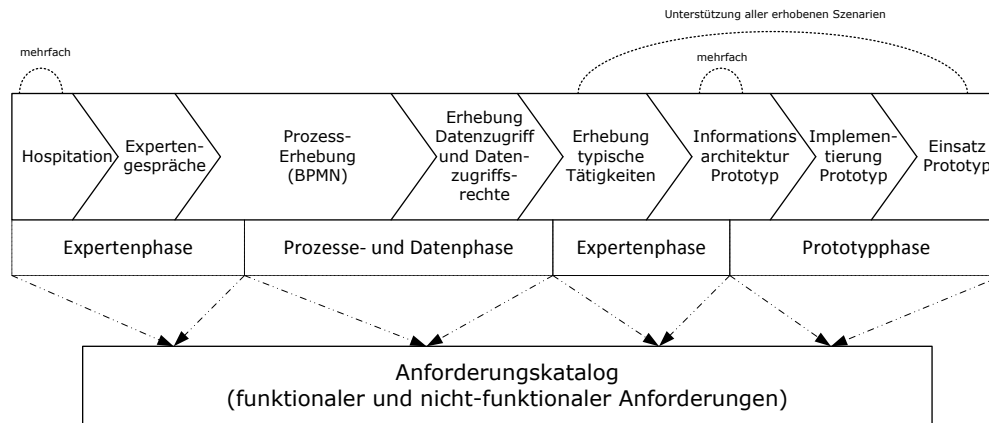 Unterstützung aller erhobenen Szenarien
mehrfach
mehrfach
Hospitation
Experten-
gespräche
Prozess-
Erhebung
(BPMN)
Erhebung
Datenzugriff
und Daten-
zugriffs-
rechte
Erhebung
typische
Tätigkeiten
Informations
architektur
Prototyp
Implemen-
tierung
Prototyp
Einsatz
Prototyp
Expertenphase
Prozesse- und Datenphase
Expertenphase
Prototypphase
Anforderungskatalog
(funktionaler und nicht-funktionaler Anforderungen)